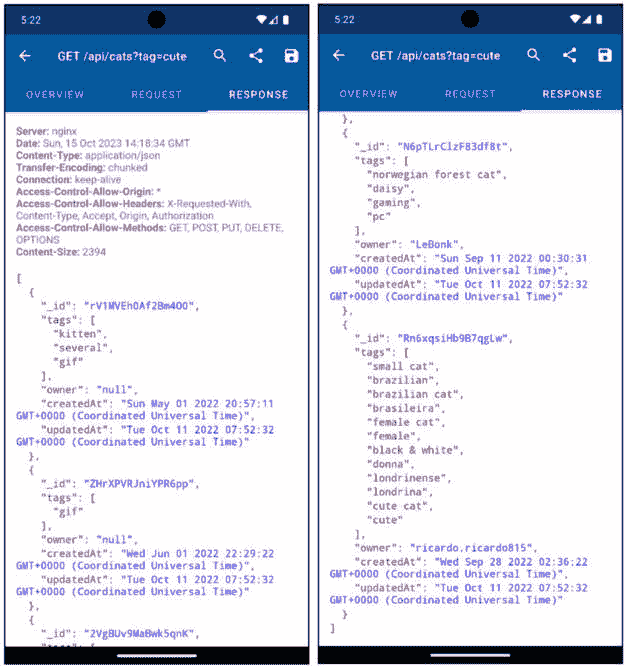 5:22
GET /api/cats?tag=cute
OVERVIEW
REQUEST
RESPONSE
Server: nginx
Date: Sun, 15 Oct 2023 14:18:34 GMT
Content-Type: application/json
Transfer-Encoding: chunked
Connection: keep-alive
Access-Control-Allow-Origin: *
Access-Control-Allow-Headers: X-Requested-With,
Content-Type, Accept, Origin, Authorization
Access-Control-Allow-Methods: GET, POST, PUT, DELETE,
OPTIONS
Content-Size: 2394
[
{
"_id": "rV1MVEh0Af2Bm4O0",
"tags": [
"kitten",
"several",
"gif"
],
"owner": "null",
"createdAt": "Sun May 01 2022 20:57:11
GMT+0000 (Coordinated Universal Time)",
"updatedAt": "Tue Oct 11 2022 07:52:32
GMT+0000 (Coordinated Universal Time)"
},
{
"_id": "ZHrXPVRJniYPR6pp",
"tags": [
"gif"
],
"owner": "null",
"createdAt": "Wed Jun 01 2022 22:29:22
GMT+0000 (Coordinated Universal Time)",
"updatedAt": "Tue Oct 11 2022 07:52:32
GMT+0000 (Coordinated Universal Time)"
},
{
"_id": "2VgBUv9MaBwk5qnK",
5:22
GET /api/cats?tag=cute
OVERVIEW
REQUEST
RESPONSE
},
{
"_id": "N6pTLrClzF83df8t",
"tags": [
"norwegian forest cat",
"daisy",
"gaming",
"pc"
],
"owner": "LeBonk",
"createdAt": "Sun Sep 11 2022 00:30:31
GMT+0000 (Coordinated Universal Time)",
"updatedAt": "Tue Oct 11 2022 07:52:32
GMT+0000 (Coordinated Universal Time)"
},
{
"_id": "Rn6xqsiHb9B7qgLw",
"tags": [
"small cat",
"brazilian",
"brazilian cat",
"brasileira",
"female cat",
"female",
"black & white",
"donna",
"londrinense",
"londrina",
"cute cat",
"cute"
],
"owner": "ricardo.ricardo815",
"createdAt": "Wed Sep 28 2022 02:36:22
GMT+0000 (Coordinated Universal Time)",
"updatedAt": "Tue Oct 11 2022 07:52:32
GMT+0000 (Coordinated Universal Time)"
}
]